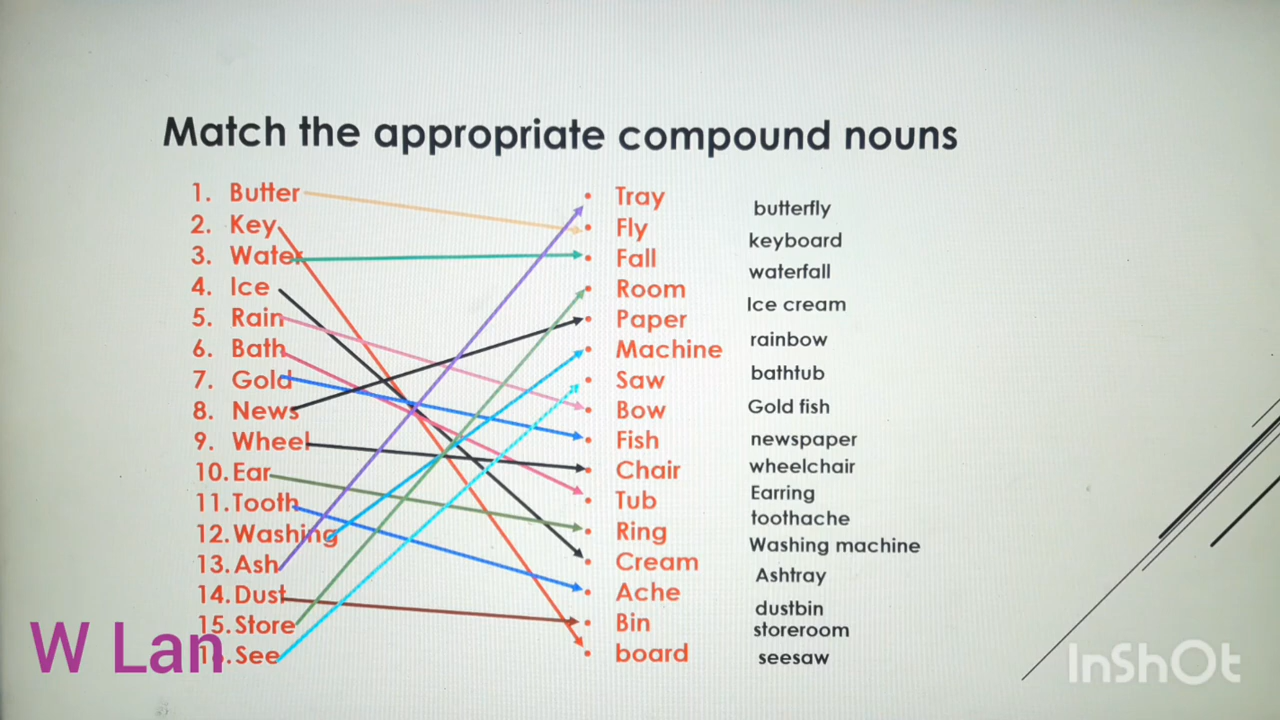 Match the appropriate compound nouns
1. Butter
2. Key
3. Water
4. Ice
5. Rain
6. Bath
7. Gold
8. News
9. Wheel
10. Ear
11. Tooth
12. Washing
13. Ash
14. Dust
15. Store
16. See
• Tray
• Fly
• Fall
• Room
• Paper
• Machine
• Saw
• Bow
• Fish
• Chair
• Tub
• Ring
• Cream
• Ache
• Bin
• board
butterfly
keyboard
waterfall
Ice cream
rainbow
bathtub
Gold fish
newspaper
wheelchair
Earring
toothache
Washing machine
Ashtray
dustbin
storeroom
seesaw
W Lan
InShOt